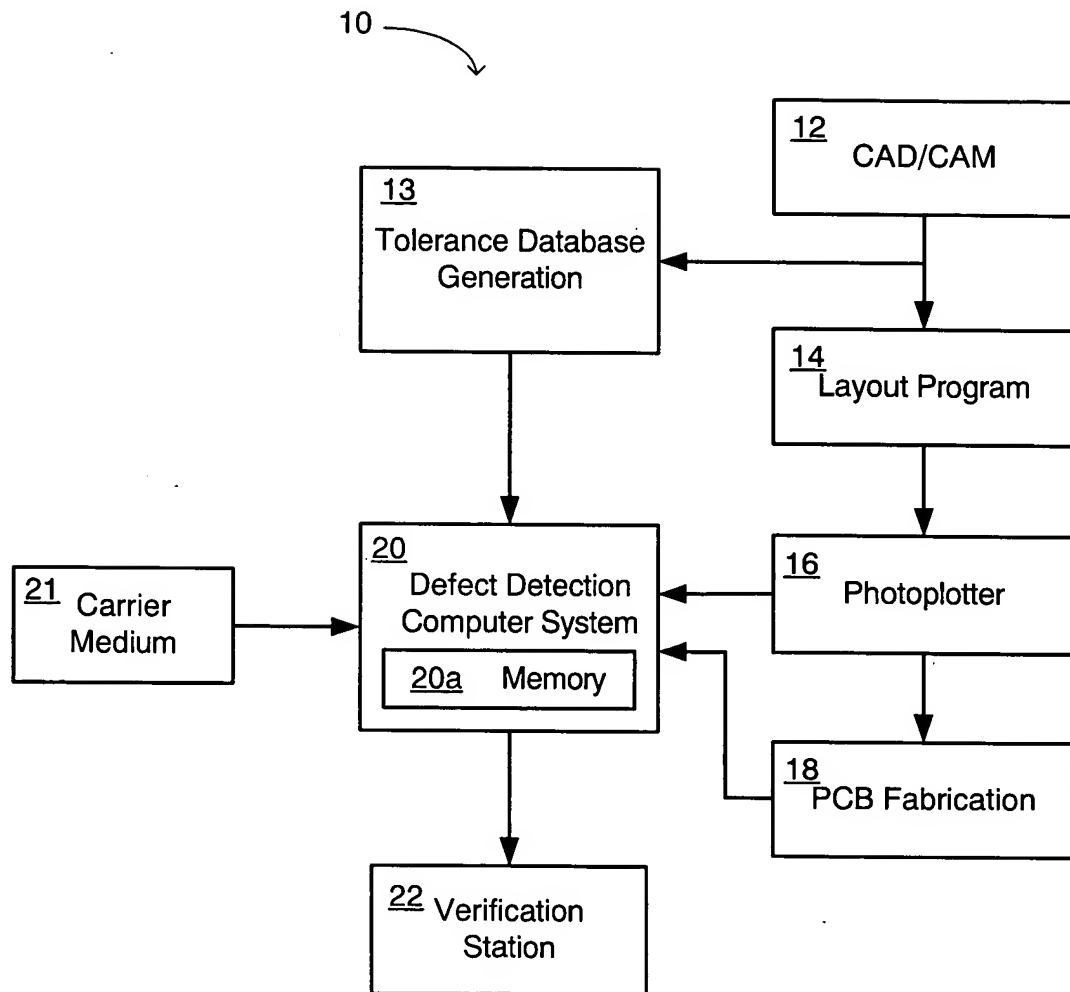 10
12
CAD/CAM
13
Tolerance Database
Generation
14
Layout Program
20
Defect Detection
Computer System
20a Memory
16
Photoplotter
21
Carrier
Medium
18
PCB Fabrication
22
Verification
Station